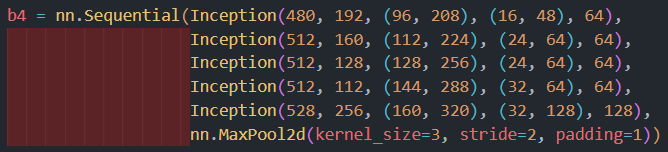 b4 = nn.Sequential(Inception(480, 192, (96, 208), (16, 48), 64),
Inception(512, 160, (112, 224), (24, 64), 64),
Inception(512, 128, (128, 256), (24, 64), 64),
Inception(512, 112, (144, 288), (32, 64), 64),
Inception(528, 256, (160, 320), (32, 128), 128),
nn.MaxPool2d(kernel_size=3, stride=2, padding=1))